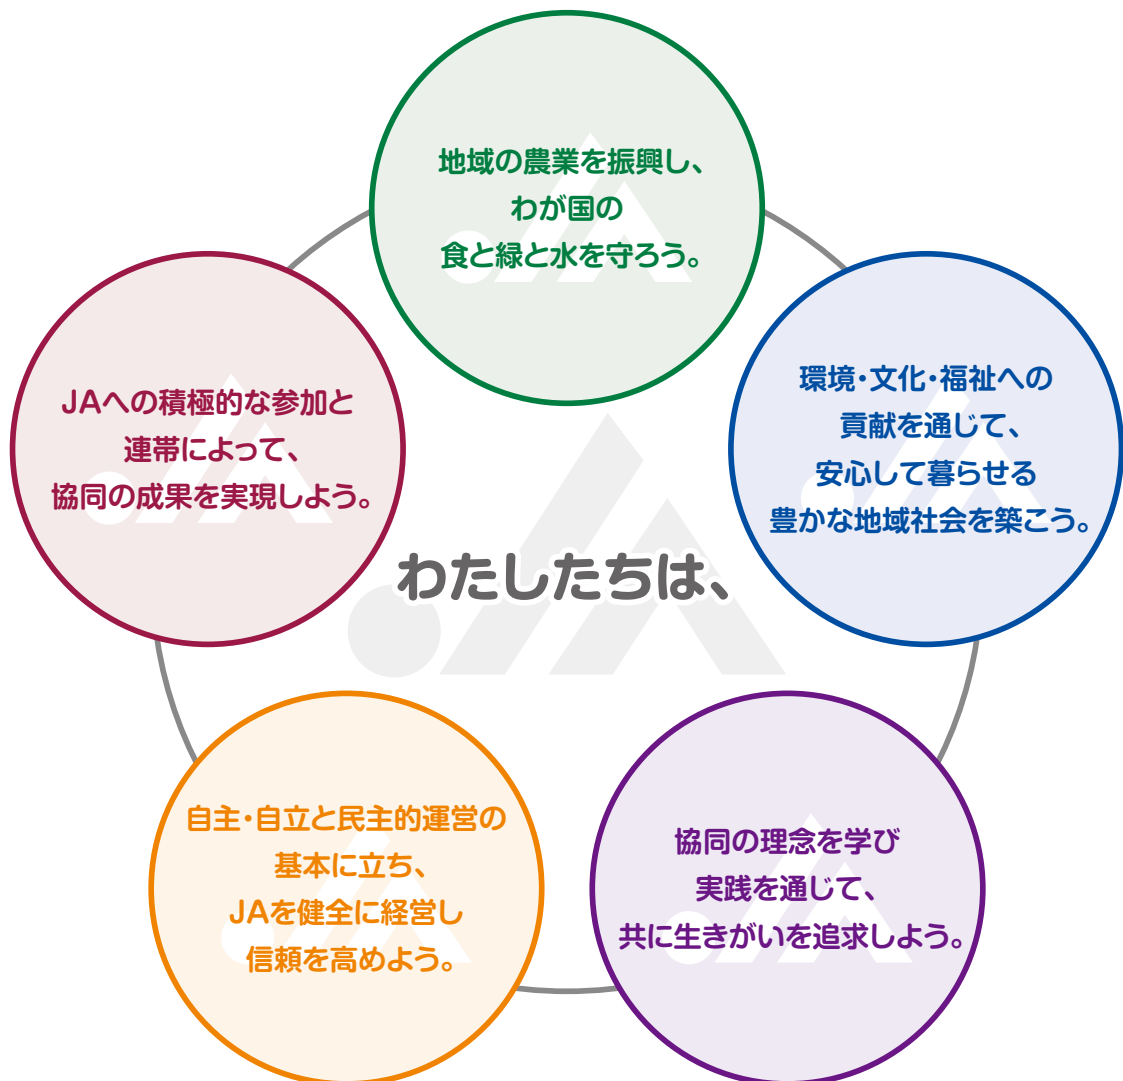 わたしたちは、
地域の農業を振興し、
わが国の
食と緑と水を守ろう。
環境・文化・福祉への
貢献を通じて、
安心して暮らせる
豊かな地域社会を築こう。
JAへの積極的な参加と
連帯によって、
協同の成果を実現しよう。
自主・自立と民主的運営の
基本に立ち、
JAを健全に経営し
信頼を高めよう。
協同の理念を学び
実践を通じて、
共に生きがいを追求しよう。